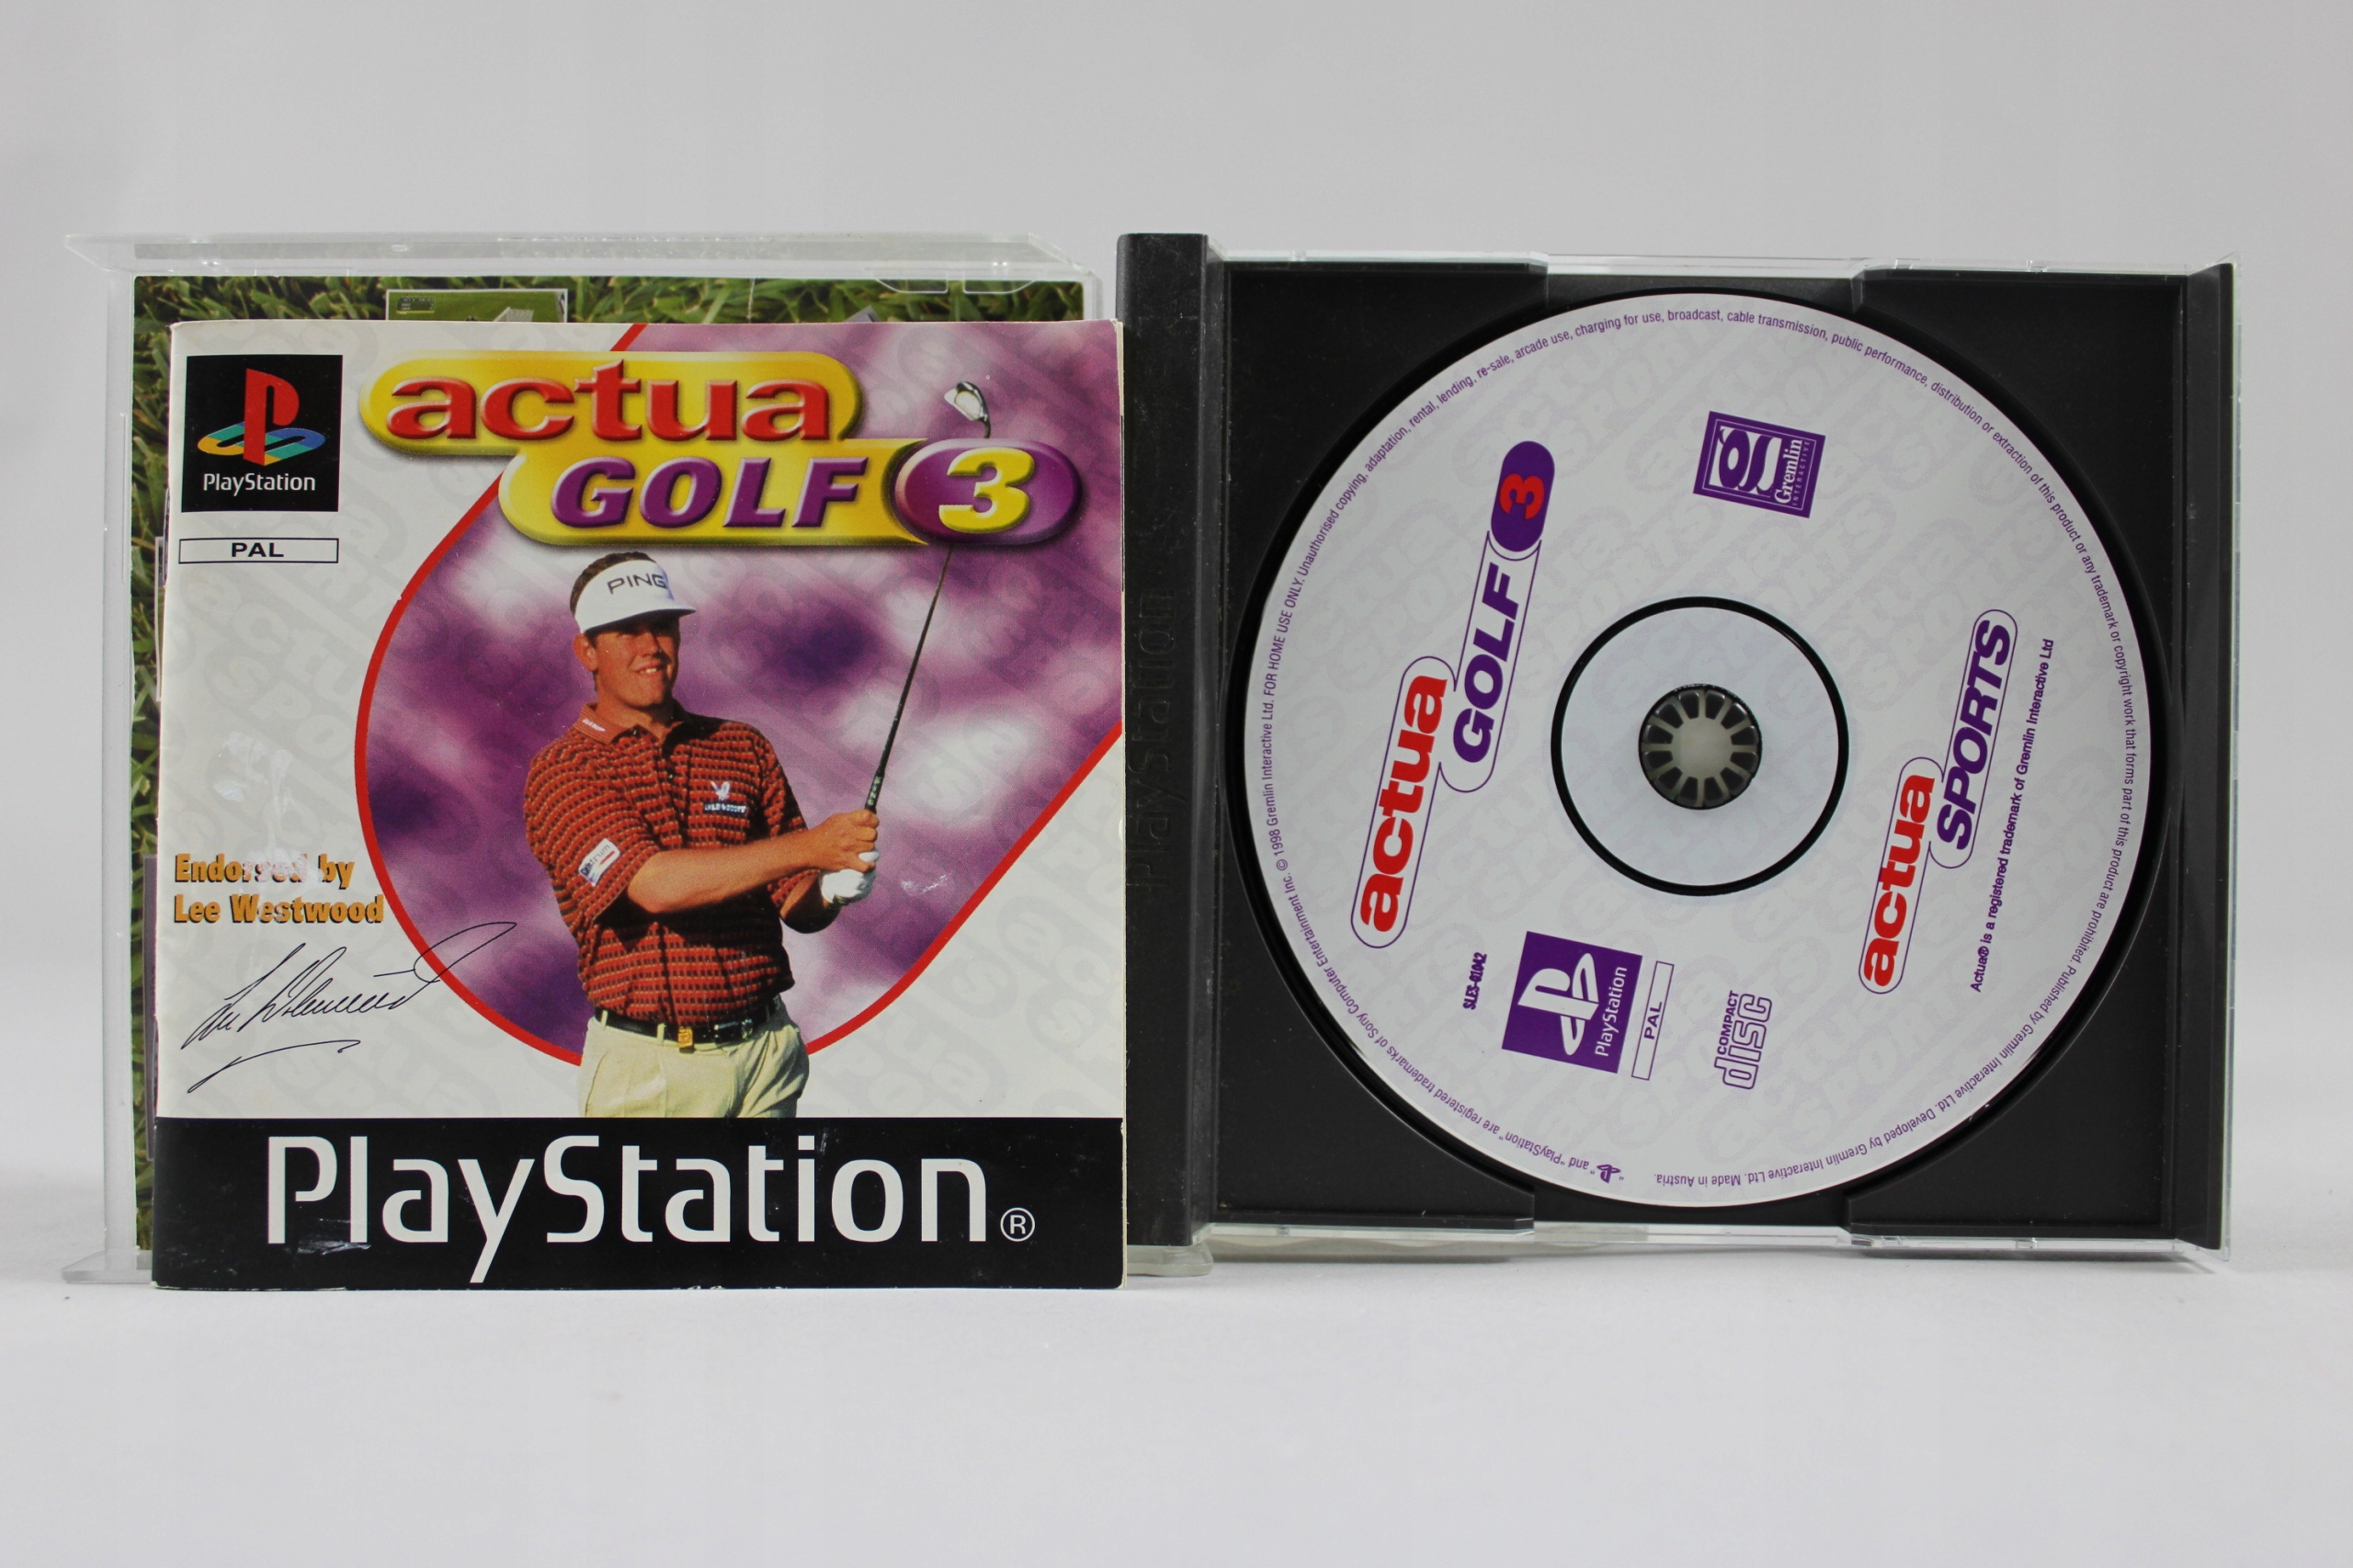 PlayStation
PAL
actua
GOLF 3
PING
Endorsed by
Lee Westwood
PlayStation®
PlayStation
Gremlin
INTERACTIVE
actua
GOLF 3
SLES-01042
PlayStation
PAL
COMPACT
disc
actua
SPORTS
Actua® is a registered trademark of Gremlin Interactive Ltd
" and "PlayStation" are registered trademarks of Sony Computer Entertainment Inc. © 1998 Gremlin Interactive Ltd. FOR HOME USE ONLY. Unauthorised copying, adaptation, rental, lending, re-sale, arcade use, charging for use, broadcast, cable transmission, public performance, distribution or extraction of this product or any trademark or copyright work that forms part of this product are prohibited. Published by Gremlin Interactive Ltd. Developed by Gremlin Interactive Ltd. Made in Austria.